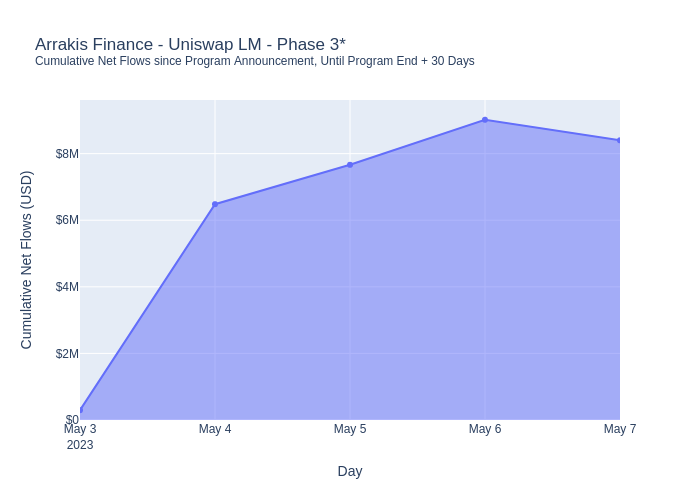 Arrakis Finance - Uniswap LM - Phase 3*
Cumulative Net Flows since Program Announcement, Until Program End + 30 Days
Cumulative Net Flows (USD)
$8M
$6M
$4M
$2M
$0
May 3
2023
May 4
May 5
May 6
May 7
Day